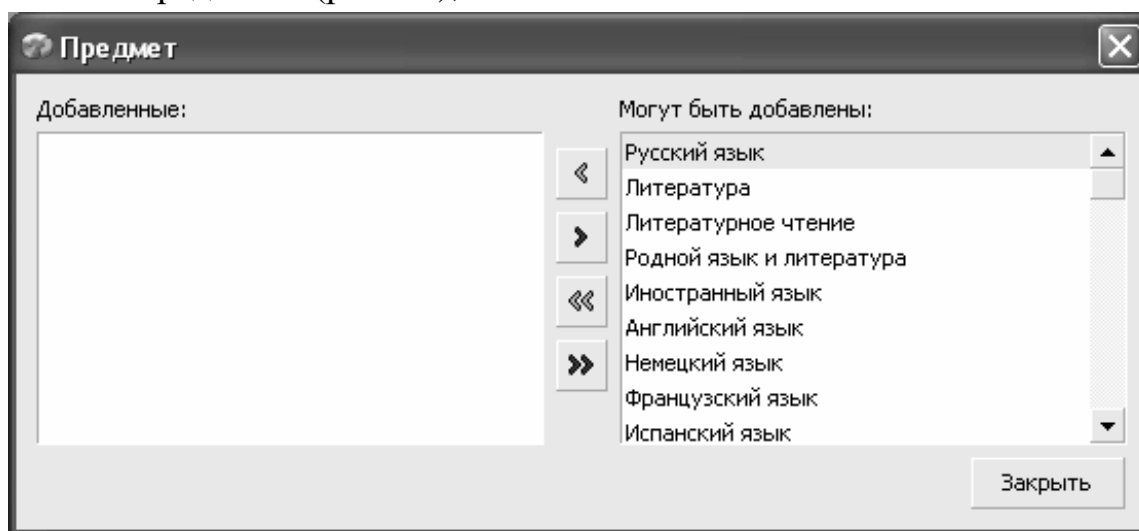 Предмет
Добавленные:
Могут быть добавлены:
Русский язык
Литература
Литературное чтение
Родной язык и литература
Иностранный язык
Английский язык
Немецкий язык
Французский язык
Испанский язык
Закрыть